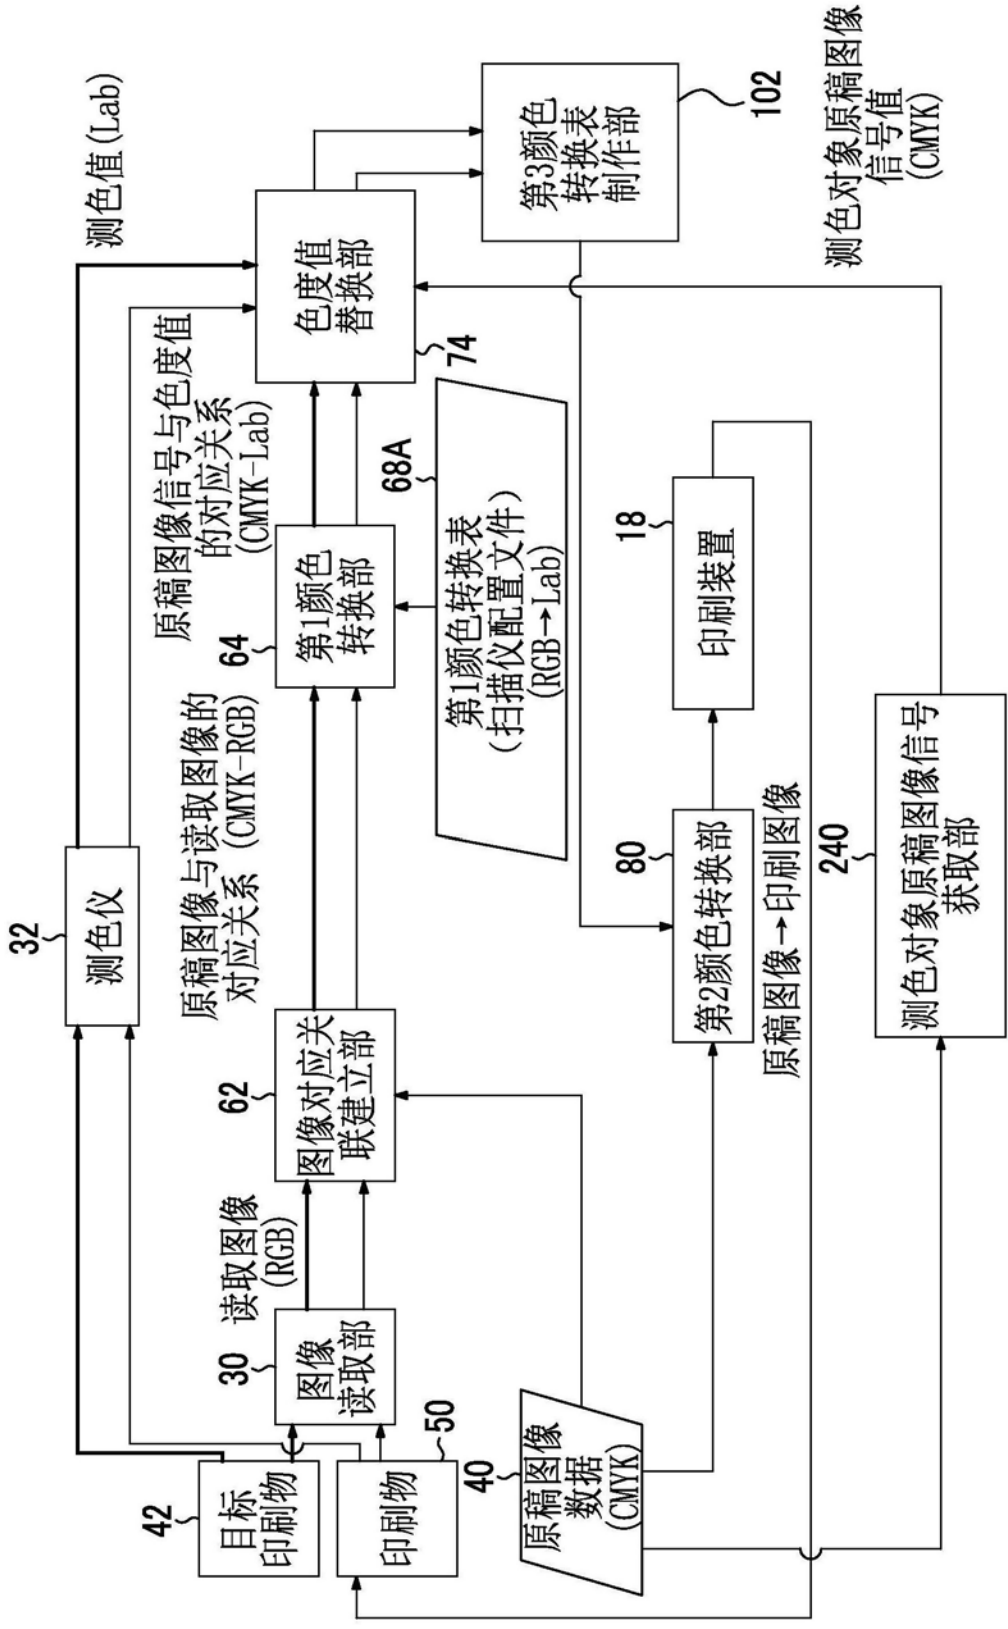 测色值(Lab)
32
测色仪
原稿图像信号与色度值
的对应关系
(CMYK-Lab)
原稿图像与读取图像的
对应关系 (CMYK-RGB)
读取图像
(RGB)
42
目标
印刷物
30
图像
读取部
62
图像对应关
联建立部
64
第1颜色
转换部
色度值
替换部
74
第3颜色
转换表
制作部
102
50
印刷物
68A
第1颜色转换表
(扫描仪配置文件)
(RGB→Lab)
40
原稿图像
数据
(CMYK)
80
第2颜色转换部
18
印刷装置
原稿图像→印刷图像
240
测色对象原稿图像信号
获取部
测色对象原稿图像
信号值
(CMYK)